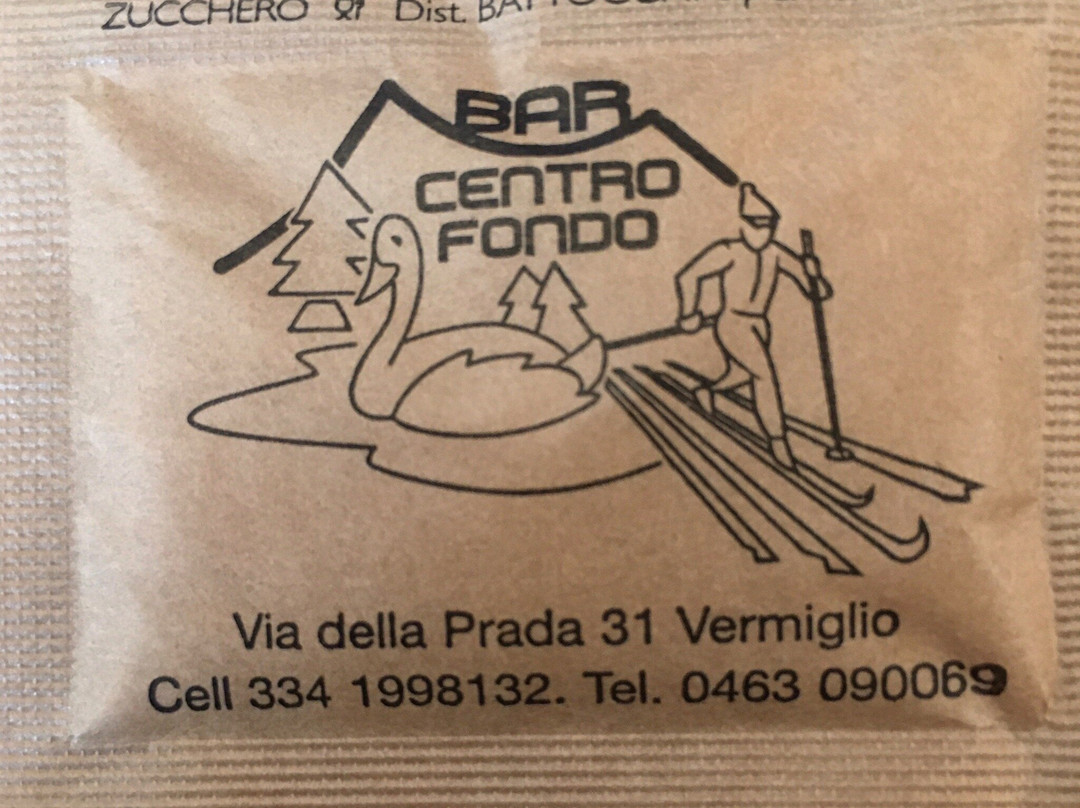 ZUCCHERO Dist.
BAR
CENTRO
FONDO
Via della Prada 31 Vermiglio
Cell 334 1998132. Tel. 0463 090069